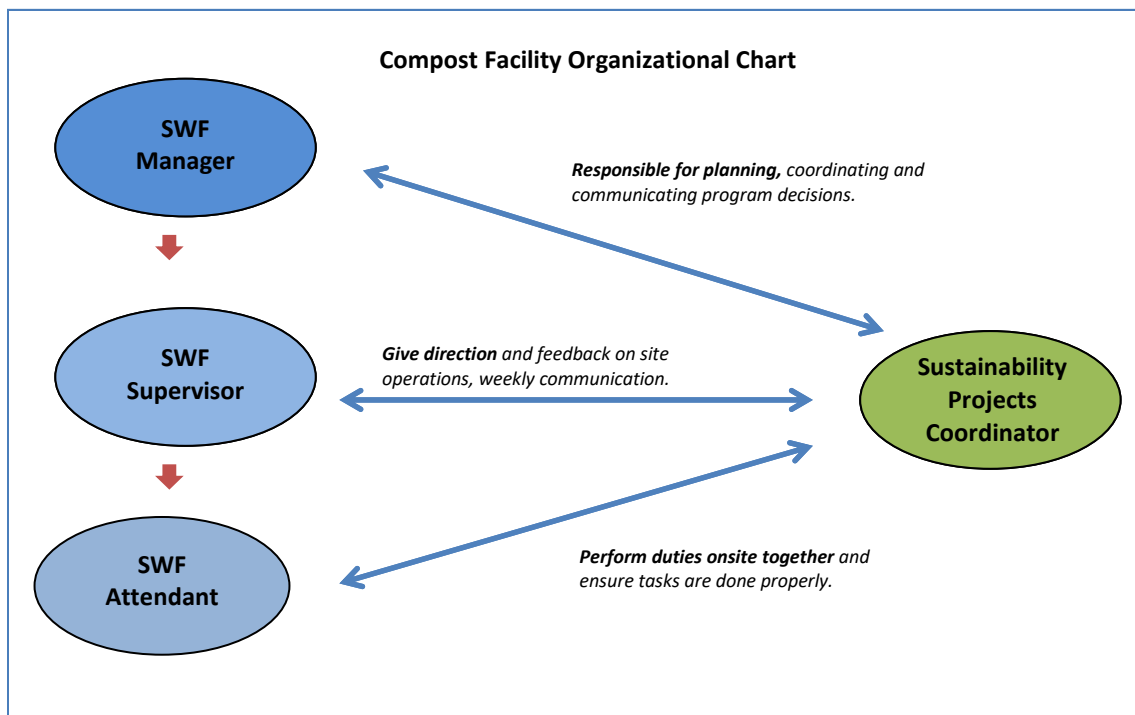 Compost Facility Organizational Chart
SWF
Manager
Responsible for planning, coordinating and
communicating program decisions.
SWF
Supervisor
Give direction and feedback on site
operations, weekly communication.
Sustainability
Projects
Coordinator
SWF
Attendant
Perform duties onsite together and
ensure tasks are done properly.